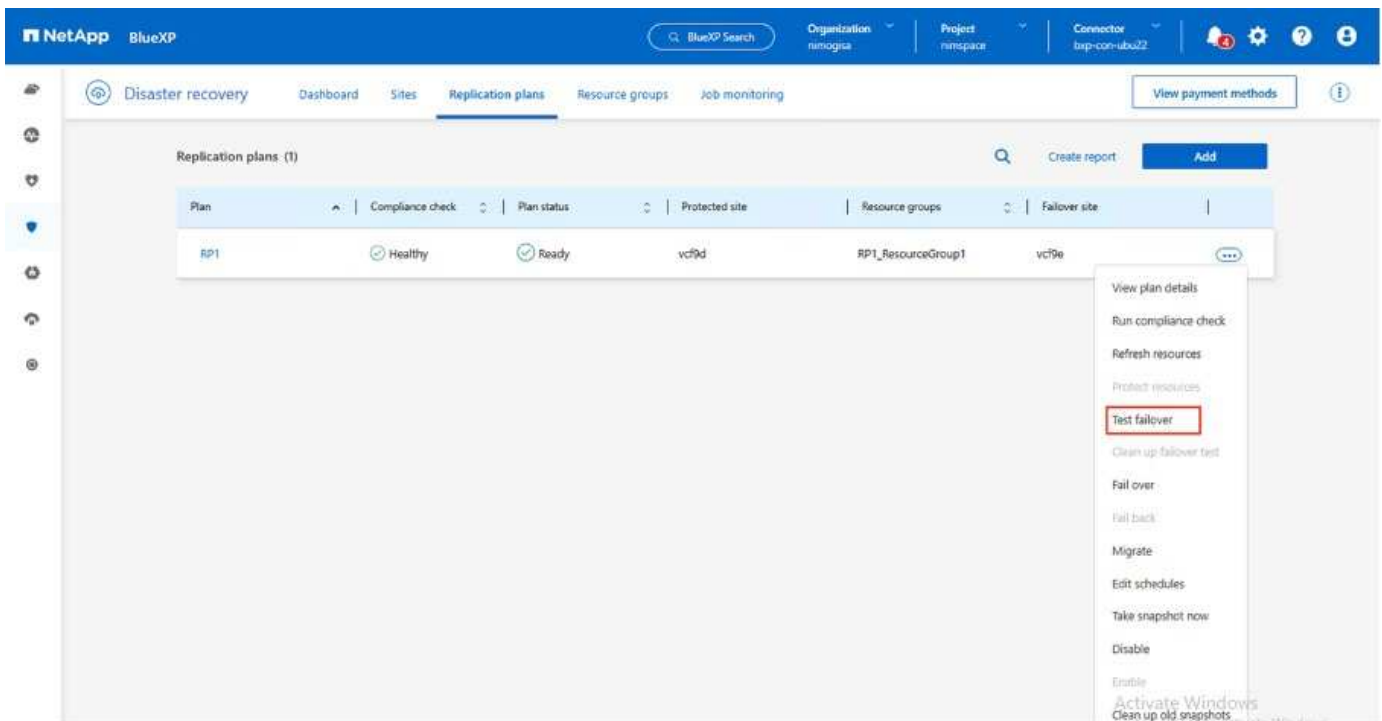 NetApp BlueXP BlueXP Search Organization Project Connector
nimogisa nimspace bxp-con-ubu22 4
Disaster recovery Dashboard Sites Replication plans Resource groups Job monitoring View payment methods
Replication plans (1) Create report Add
Plan Compliance check Plan status Protected site Resource groups Failover site
RP1 Healthy Ready vcf9d RP1_ResourceGroup1 vcf9e
View plan details
Run compliance check
Refresh resources
Protect resources
Test failover
Clean up failover test
Fail over
Fail back
Migrate
Edit schedules
Take snapshot now
Disable
Enable
Activate Windows
Clean up old snapshots